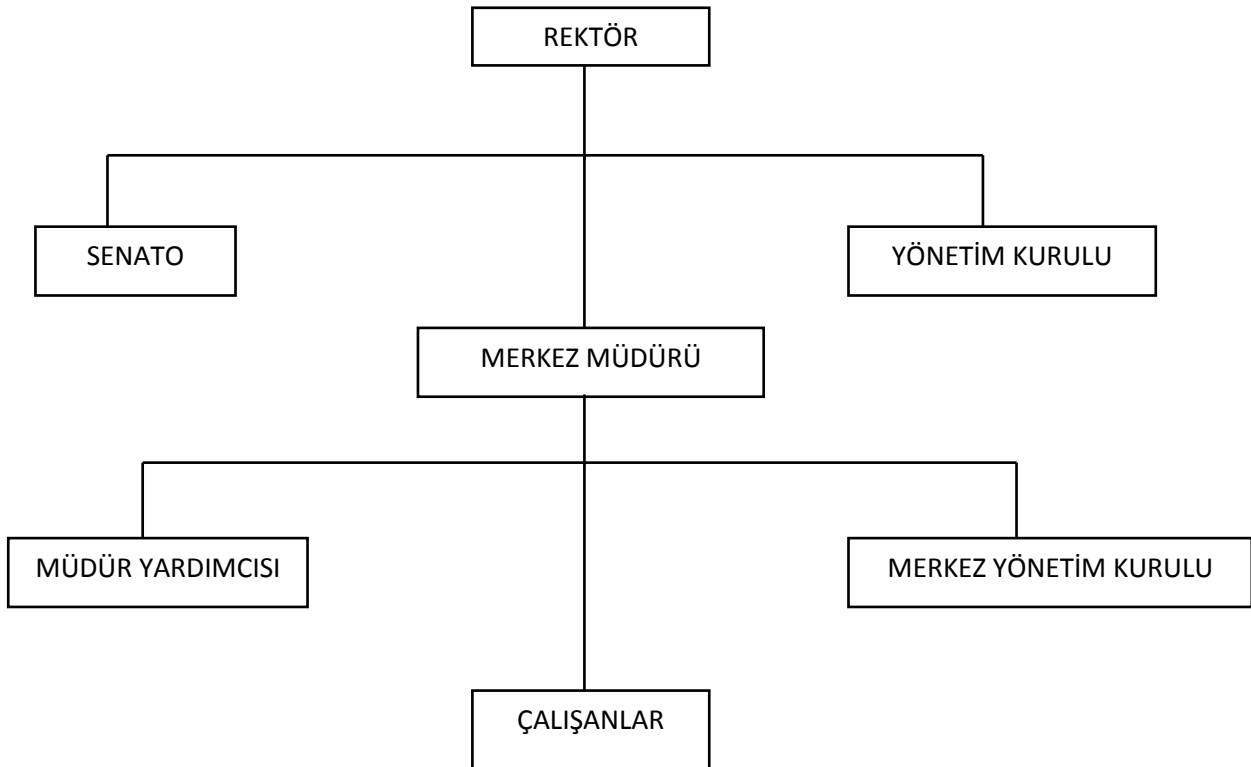 REKTÖR
SENATO
YÖNETİM KURULU
MERKEZ MÜDÜRÜ
MÜDÜR YARDIMCISI
MERKEZ YÖNETİM KURULU
ÇALIŞANLAR